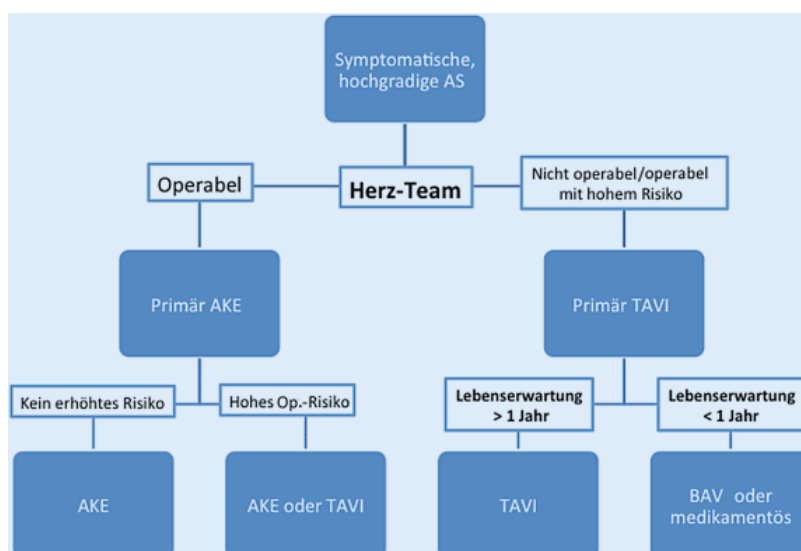 Symptomatische,
hochgradige AS
Operabel
Herz-Team
Nicht operabel/operabel
mit hohem Risiko
Primär AKE
Primär TAVI
Kein erhöhtes Risiko
Hohes Op.-Risiko
Lebenserwartung
> 1 Jahr
Lebenserwartung
< 1 Jahr
AKE
AKE oder TAVI
TAVI
BAV oder
medikamentös